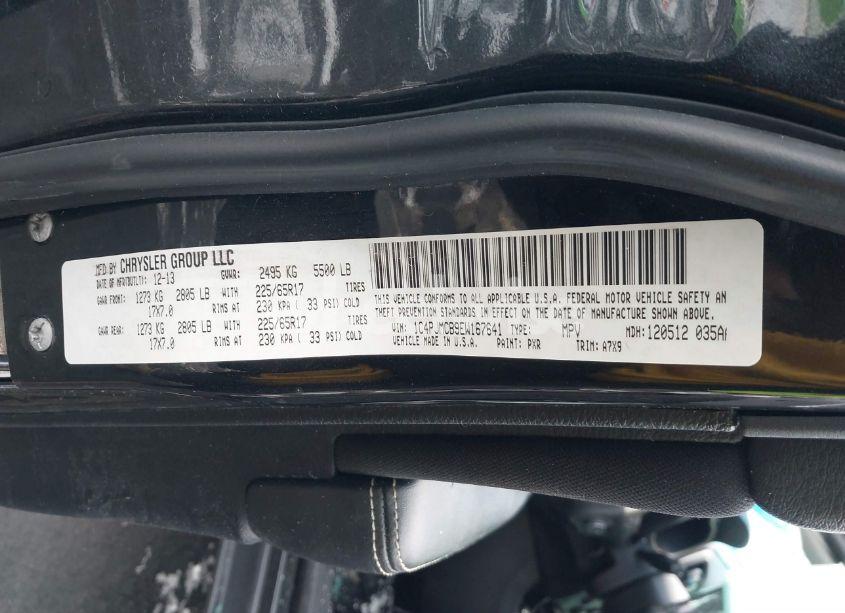 MFD BY CHRYSLER GROUP LLC
DATE OF MFR(BUILT): 12-13 GVWR: 2495 KG 5500 LB
GAWR FRONT: 1273 KG 2805 LB WITH 225/65R17 TIRES
17X7.0 RIMS AT 230 KPA ( 33 PSI) COLD
GAWR REAR: 1273 KG 2805 LB WITH 225/65R17 TIRES
17X7.0 RIMS AT 230 KPA ( 33 PSI) COLD
THIS VEHICLE CONFORMS TO ALL APPLICABLE U.S.A. FEDERAL MOTOR VEHICLE SAFETY AN
THEFT PREVENTION STANDARDS IN EFFECT ON THE DATE OF MANUFACTURE SHOWN ABOVE.
VIN: 1C4PJMCB9EW167641 TYPE: MPV MDH: 120512 035A
VEHICLE MADE IN U.S.A. PAINT: PXR TRIM: A7X9